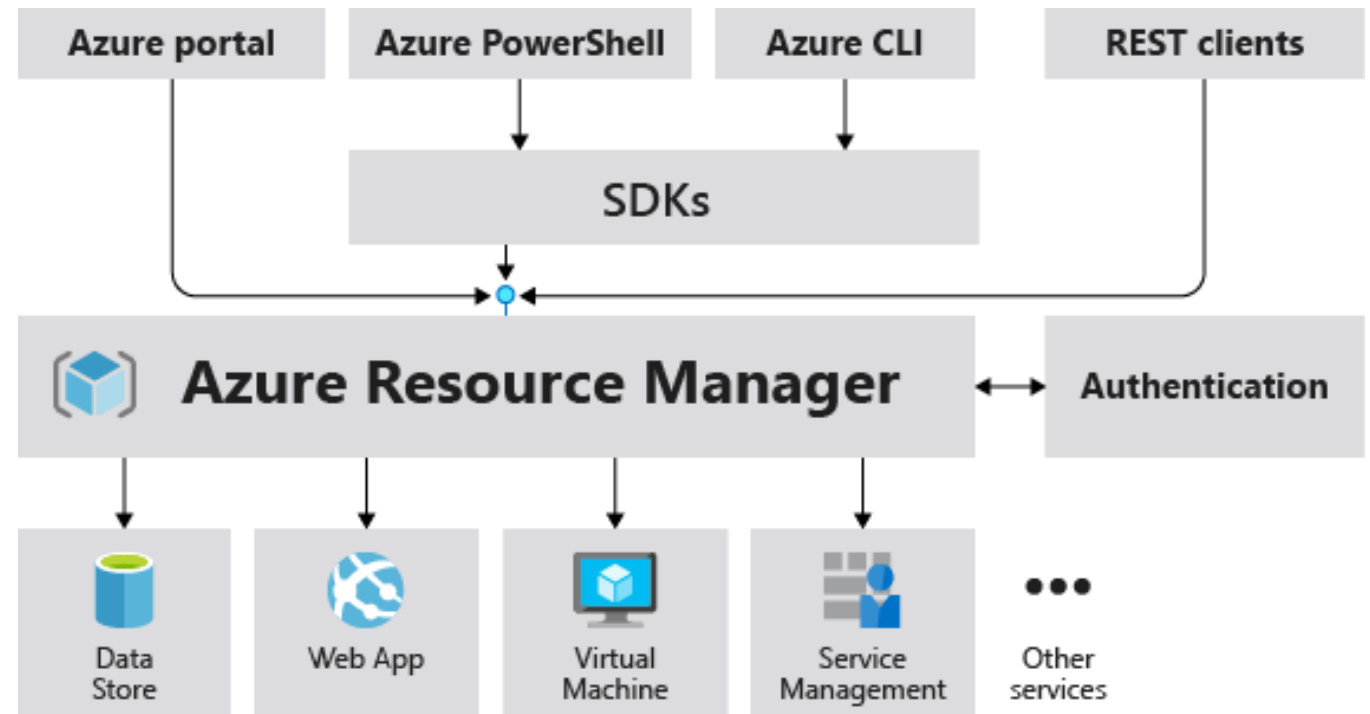 Azure portal
Azure PowerShell
Azure CLI
REST clients
SDKs
Azure Resource Manager
Authentication
Data
Store
Web App
Virtual
Machine
Service
Management
Other
services